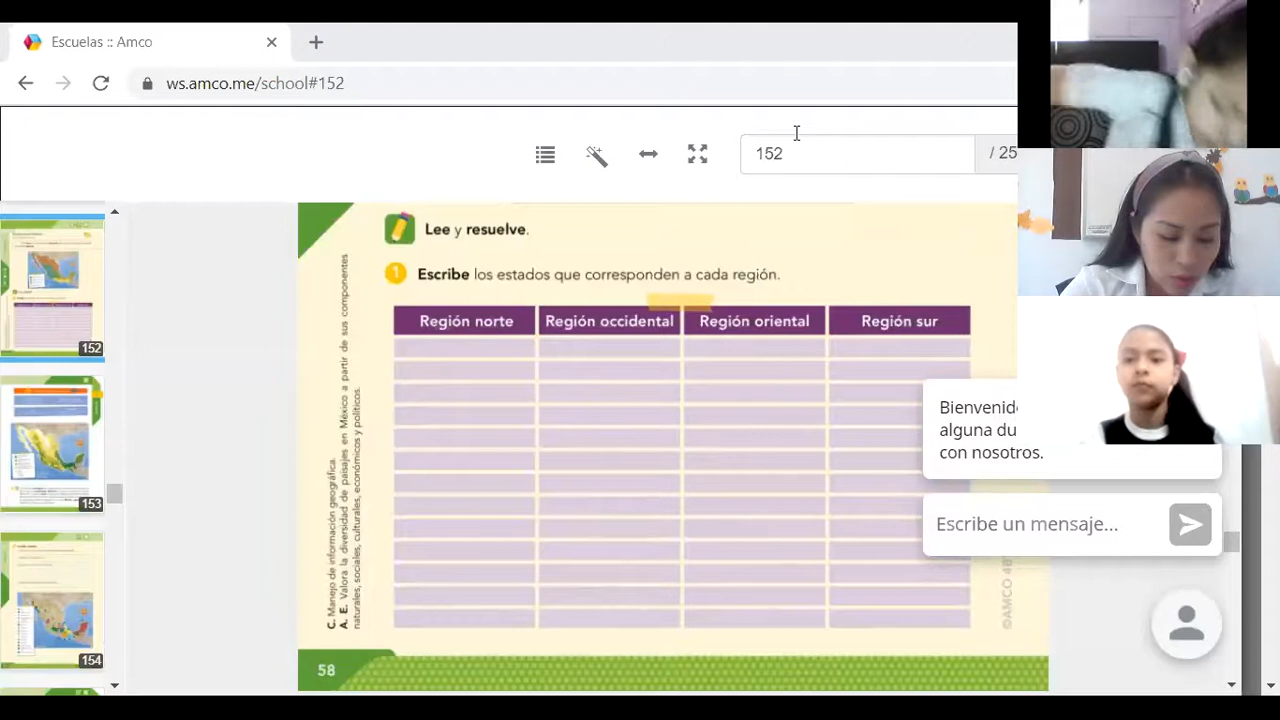 Escuelas :: Amco
ws.amco.me/school#152
152
/ 25
152
153
154
Lee y resuelve.
1 Escribe los estados que corresponden a cada región.
Región norte Región occidental Región oriental Región sur
C. Manejo de información geográfica.
A. E. Valora la diversidad de paisajes en México a partir de sus componentes
naturales, sociales, culturales, económicos y políticos.
58
©AMCO
Bienvenid
alguna du
con nosotros.
Escribe un mensaje...